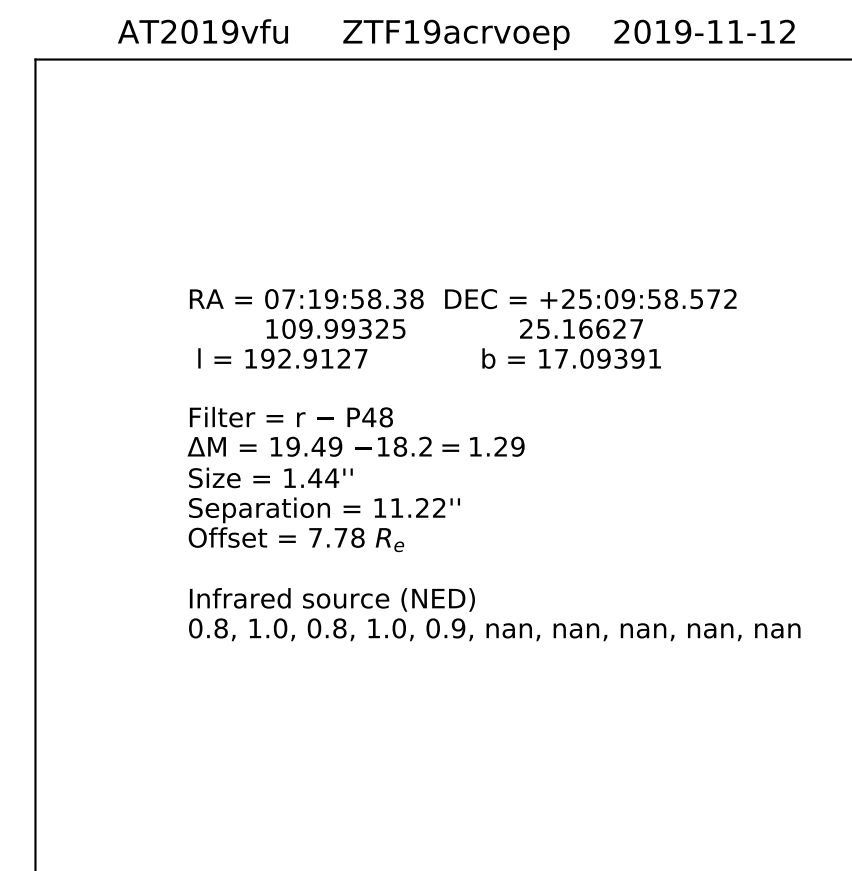 AT2019vfu ZTF19acrvoep 2019-11-12
RA = 07:19:58.38 DEC = +25:09:58.572
109.99325 25.16627
l = 192.9127 b = 17.09391
Filter = r − P48
ΔM = 19.49 −18.2 = 1.29
Size = 1.44''
Separation = 11.22''
Offset = 7.78 Re
Infrared source (NED)
0.8, 1.0, 0.8, 1.0, 0.9, nan, nan, nan, nan, nan